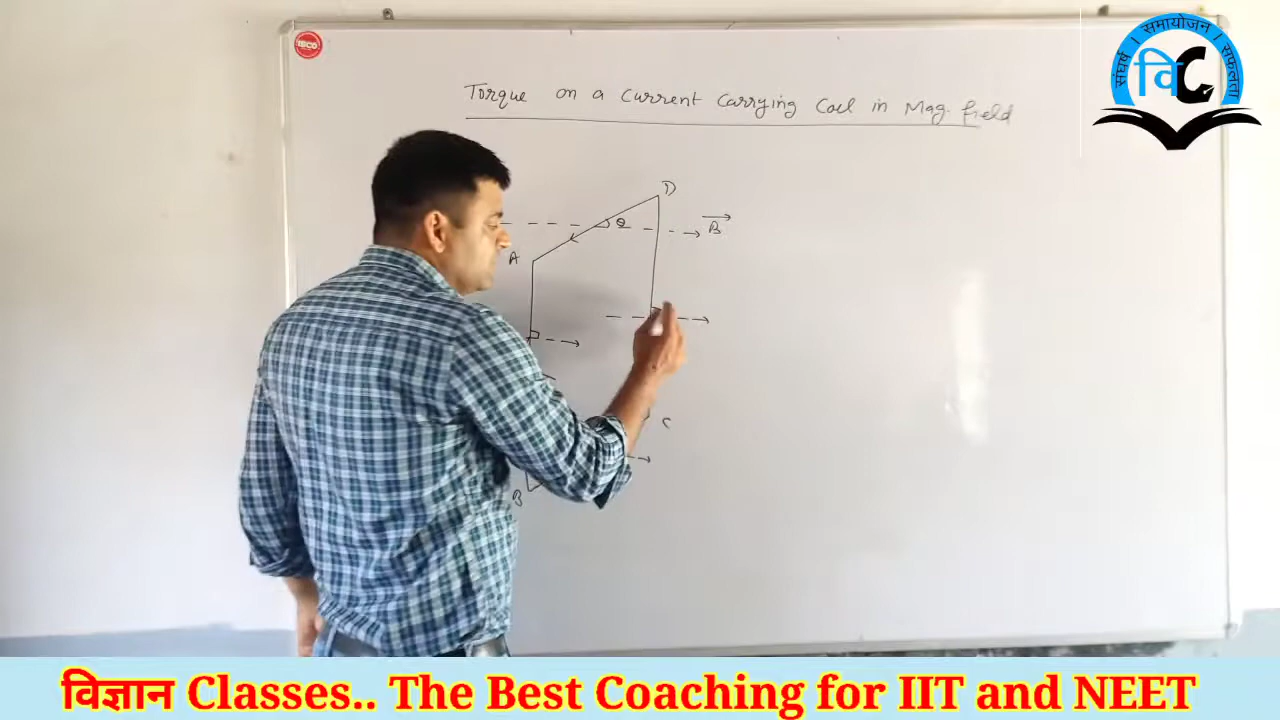 संघर्ष । समायोजन । सफलता
विC
Torque on a Current Carrying Coil in Mag. field
D
θ
B
A
C
B
विज्ञान Classes.. The Best Coaching for IIT and NEET